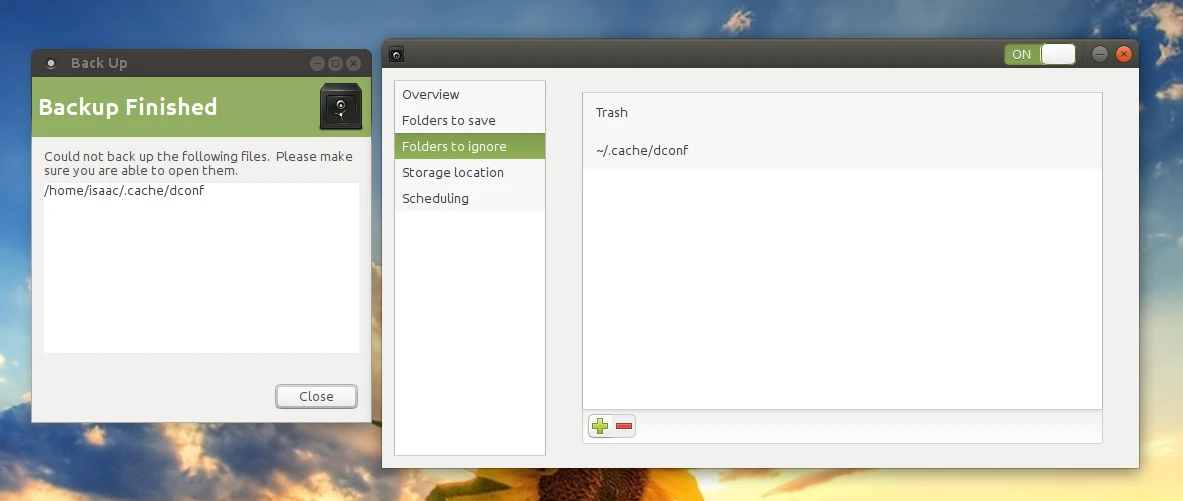 Back Up
Backup Finished
Could not back up the following files.  Please make
sure you are able to open them.
/home/isaac/.cache/dconf
Close
ON
Overview
Folders to save
Folders to ignore
Storage location
Scheduling
Trash
~/.cache/dconf